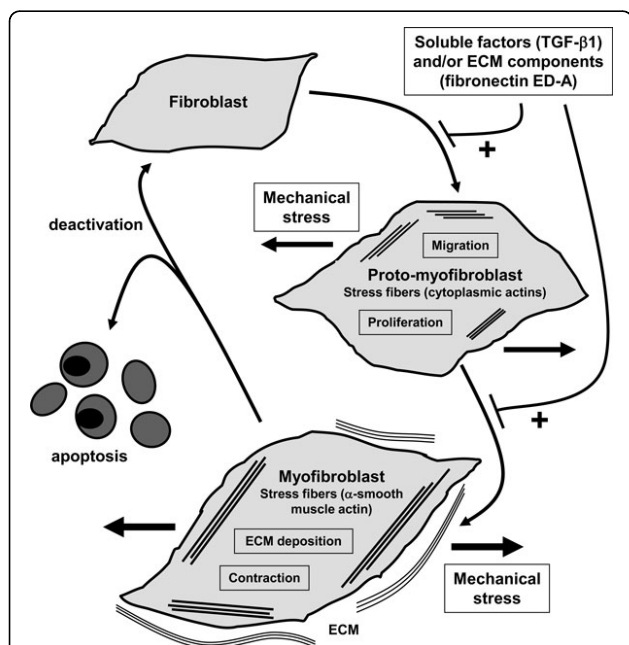 Soluble factors (TGF-β1)
and/or ECM components
(fibronectin ED-A)
Fibroblast
+
Mechanical
stress
deactivation
Migration
Proto-myofibroblast
Stress fibers (cytoplasmic actins)
Proliferation
+
apoptosis
Myofibroblast
Stress fibers (α-smooth
muscle actin)
ECM deposition
Contraction
Mechanical
stress
ECM